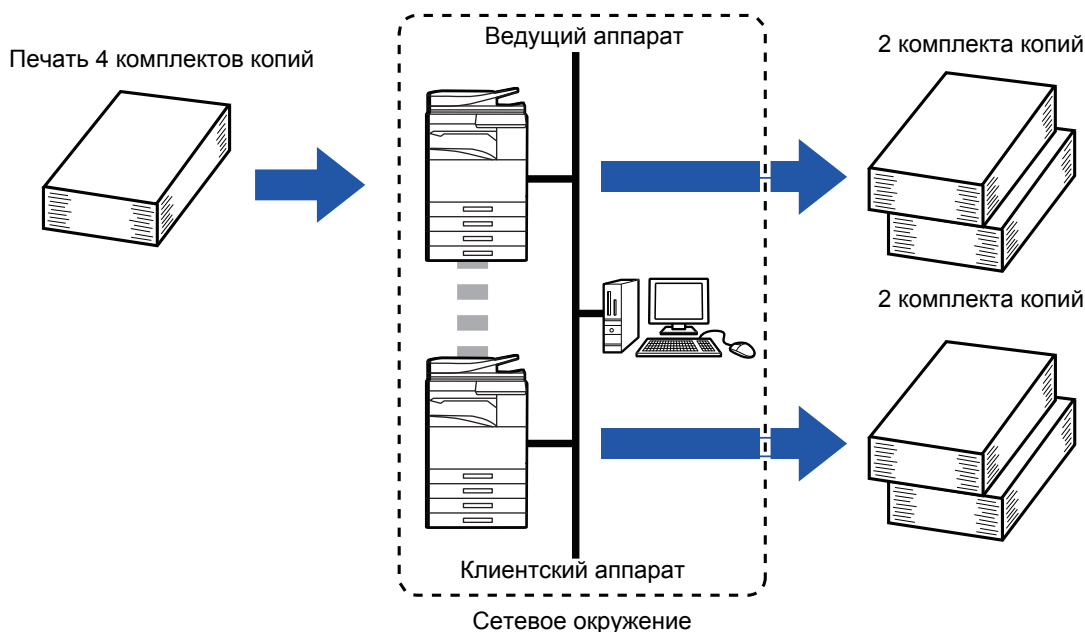 Печать 4 комплектов копий
Ведущий аппарат
2 комплекта копий
2 комплекта копий
Клиентский аппарат
Сетевое окружение